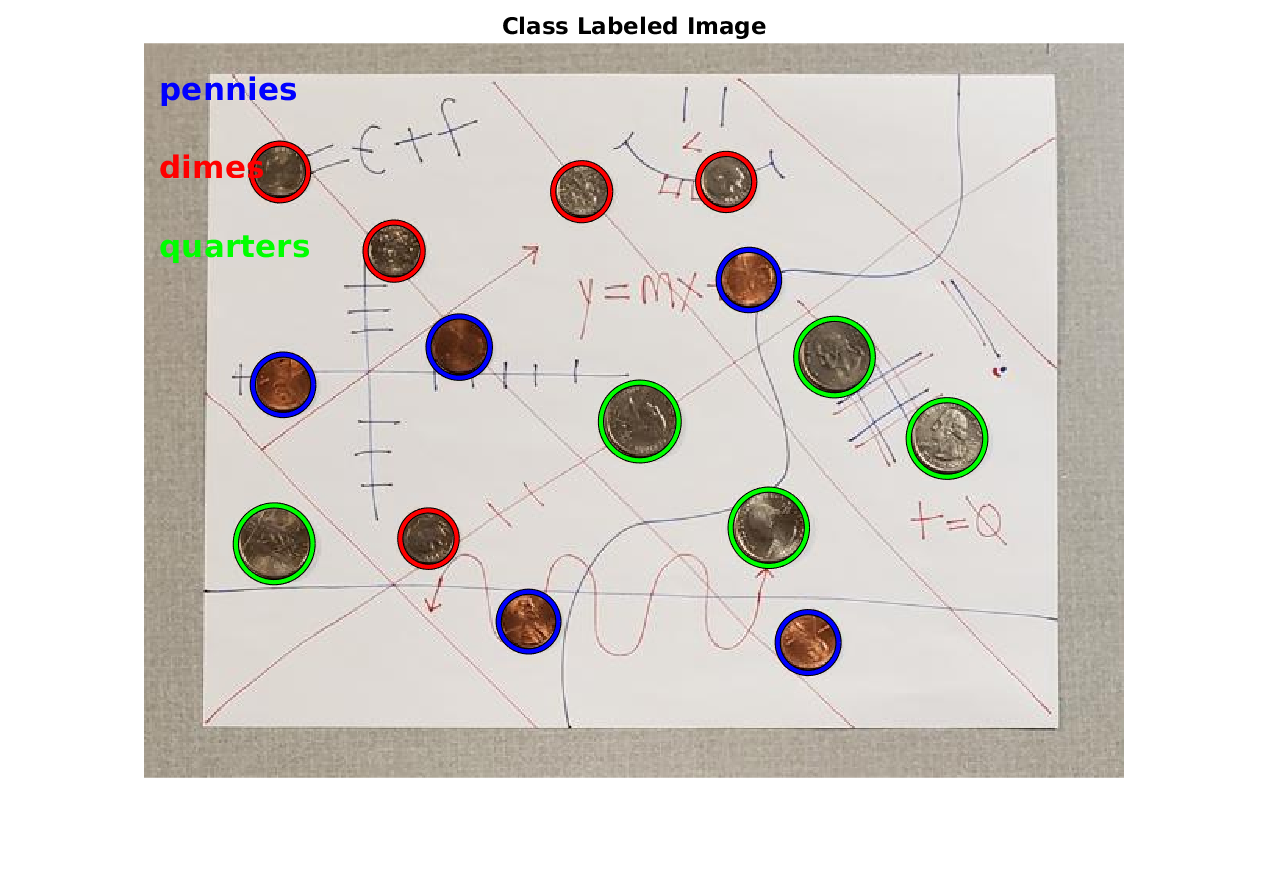 Class Labeled Image
pennies
dimes
quarters
y=mx
t=0